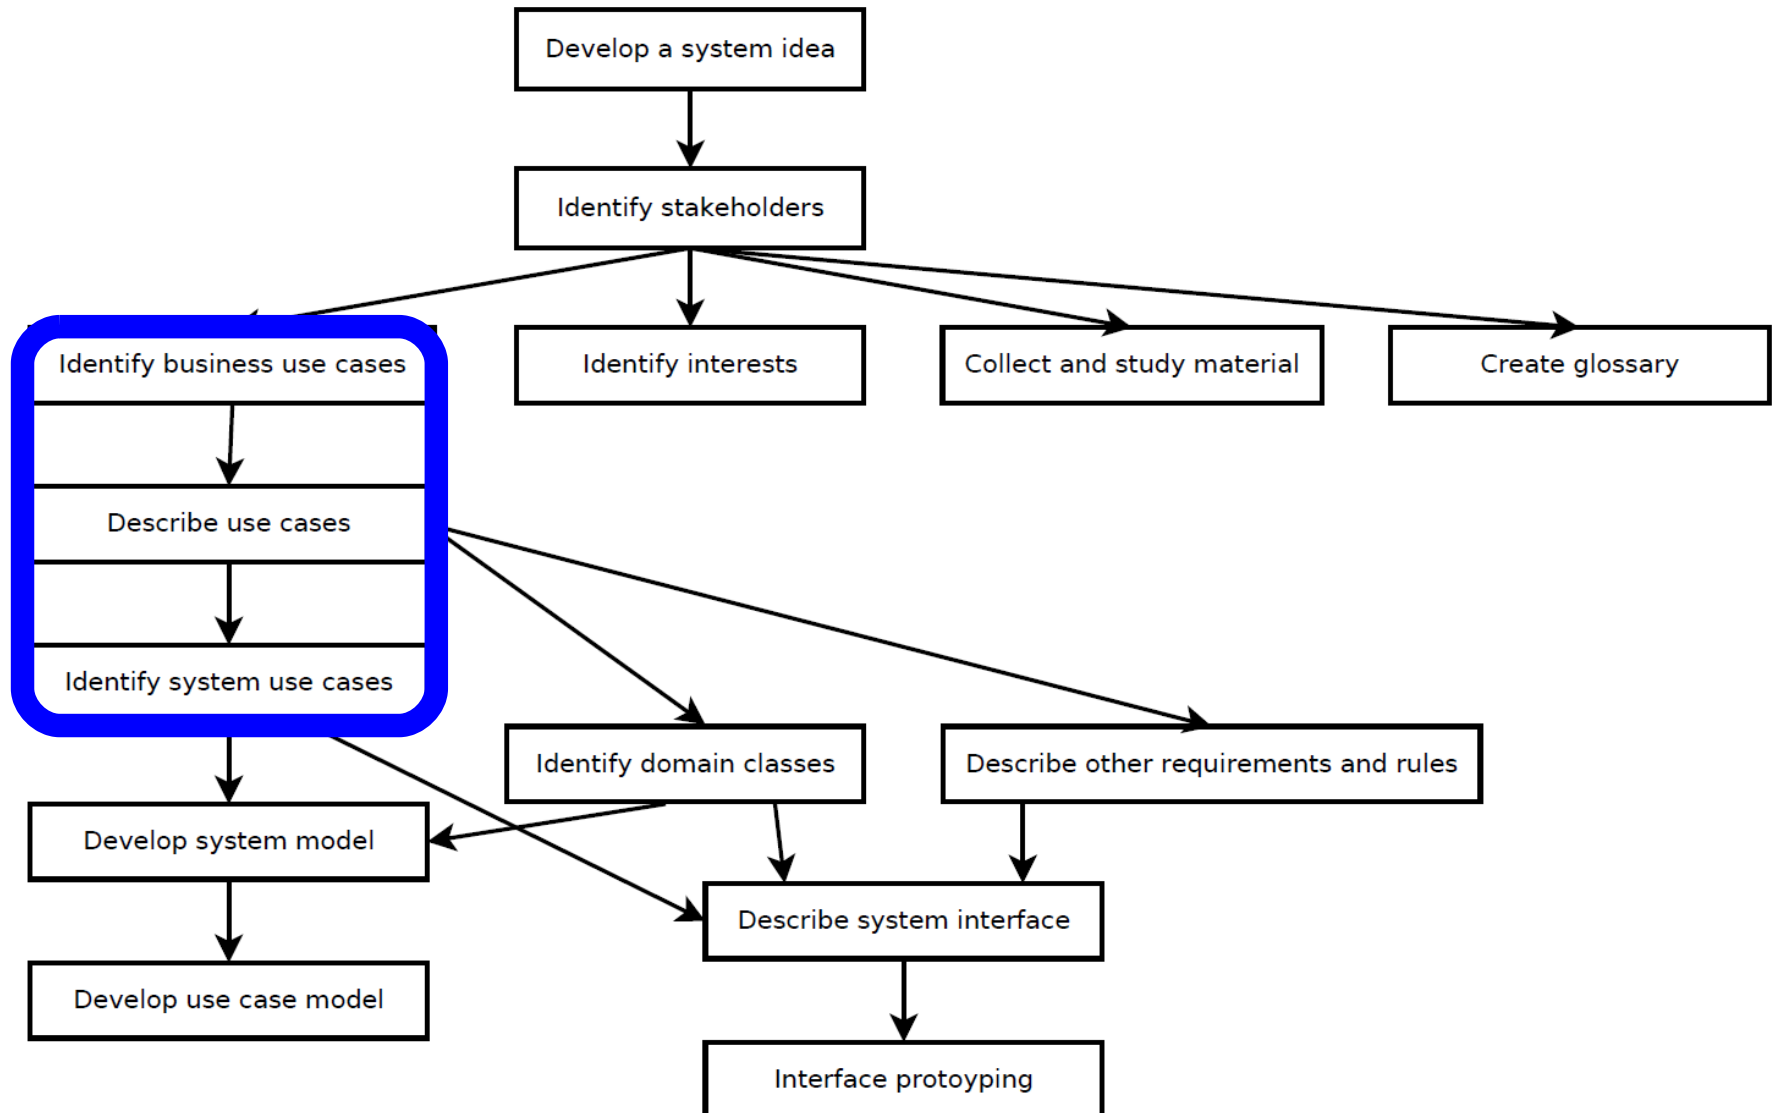 Develop a system idea
Identify stakeholders
Identify business use cases
Identify interests
Collect and study material
Create glossary
Describe use cases
Identify system use cases
Identify domain classes
Describe other requirements and rules
Develop system model
Describe system interface
Develop use case model
Interface protoyping